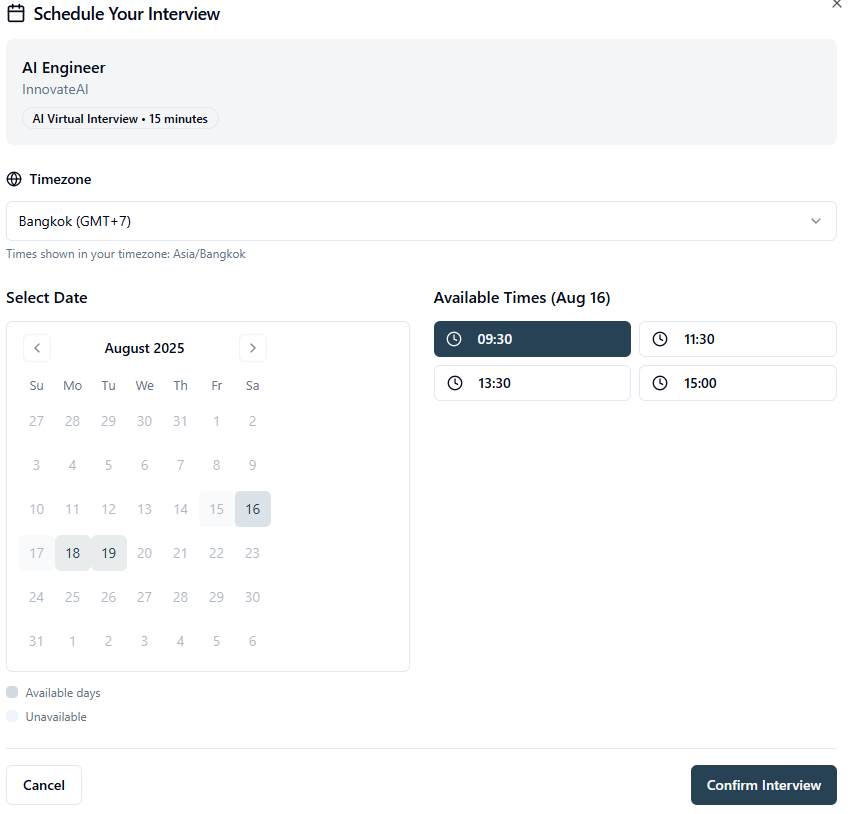 Schedule Your Interview
AI Engineer
InnovateAI
AI Virtual Interview • 15 minutes
Timezone
Bangkok (GMT+7)
Times shown in your timezone: Asia/Bangkok
Select Date
August 2025
Su Mo Tu We Th Fr Sa
27 28 29 30 31 1 2
3 4 5 6 7 8 9
10 11 12 13 14 15 16
17 18 19 20 21 22 23
24 25 26 27 28 29 30
31 1 2 3 4 5 6
Available days
Unavailable
Available Times (Aug 16)
09:30 11:30
13:30 15:00
Cancel Confirm Interview